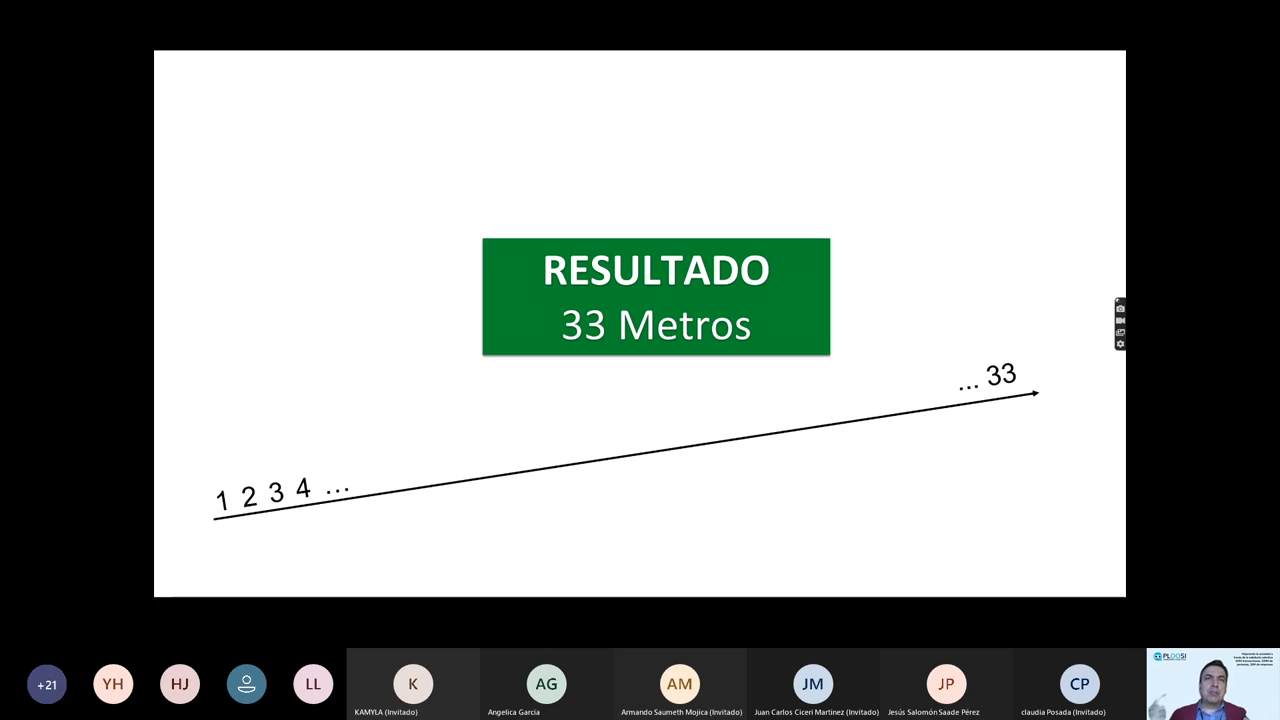 RESULTADO
33 Metros
... 33
1 2 3 4 ...
+21
YH
HJ
LL
K
AG
AM
JM
JP
CP
KAMYLA (Invitado)
Angelica Garcia
Armando Saumeth Mojica (Invitado)
Juan Carlos Ciceri Martinez (Invitado)
Jesús Salomón Saade Pérez
claudia Posada (Invitado)
PLODSI